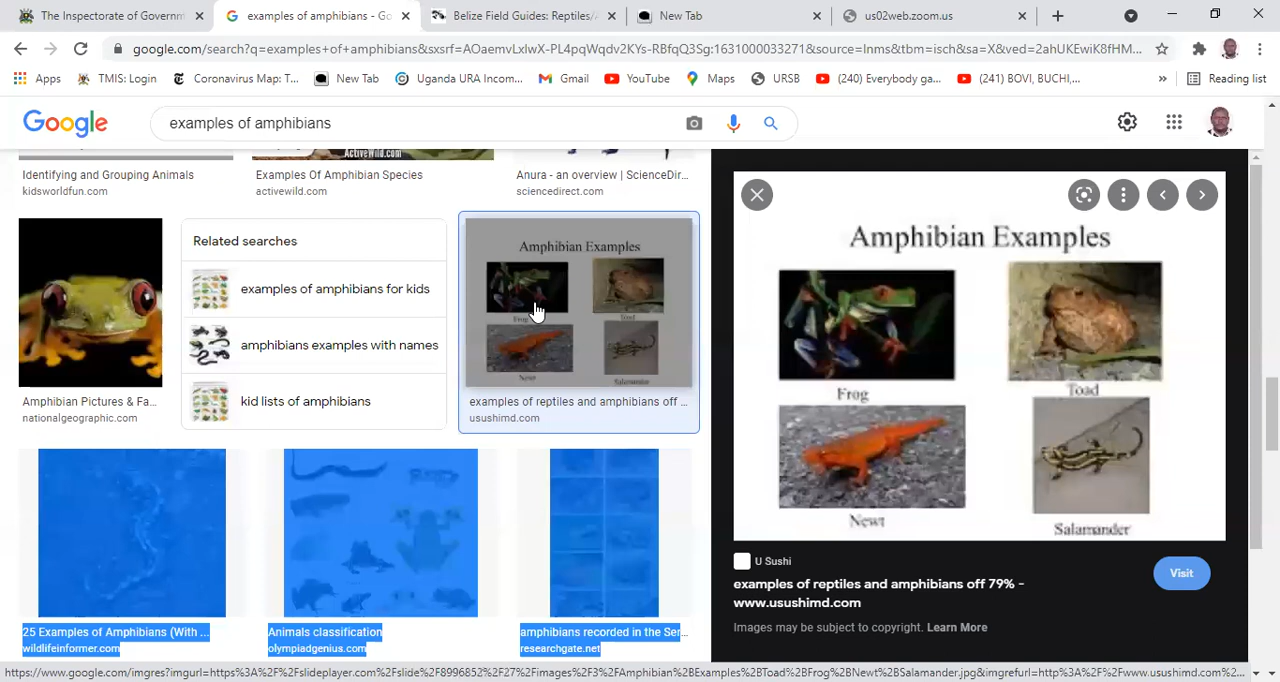 The Inspectorate of Governm
examples of amphibians - Go
Belize Field Guides: Reptiles/A
New Tab
us02web.zoom.us
google.com/search?q=examples+of+amphibians&sxsrf=AOaemvLxlwX-PL4pqWqdv2KYs-RBfqQ3Sg:1631000033271&source=lnms&tbm=isch&sa=X&ved=2ahUKEwiK8fHM...
Apps
TMIS: Login
Coronavirus Map: T...
New Tab
Uganda URA Incom...
Gmail
YouTube
Maps
URSB
(240) Everybody ga...
(241) BOVI, BUCHI,...
»
Reading list
Google
examples of amphibians
ActiveWild.com
Identifying and Grouping Animals
kidsworldfun.com
Examples Of Amphibian Species
activewild.com
Anura - an overview | ScienceDir...
sciencedirect.com
Related searches
examples of amphibians for kids
amphibians examples with names
kid lists of amphibians
Amphibian Pictures & Fa...
nationalgeographic.com
Amphibian Examples
Frog
Toad
Newt
Salamander
examples of reptiles and amphibians off ...
usushimd.com
25 Examples of Amphibians (With ...
wildlifeinformer.com
Animals classification
olympiadgenius.com
amphibians recorded in the Ser...
researchgate.net
Amphibian Examples
Frog
Toad
Newt
Salamander
U Sushi
examples of reptiles and amphibians off 79% -
www.usushimd.com
Visit
Images may be subject to copyright. Learn More
https://www.google.com/imgres?imgurl=https%3A%2F%2Fslideplayer.com%2Fslide%2F8996852%2F27%2Fimages%2F3%2FAmphibian%2BExamples%2BToad%2BFrog%2BNewt%2BSalamander.jpg&imgrefurl=http%3A%2F%2Fwww.usushimd.com%2...